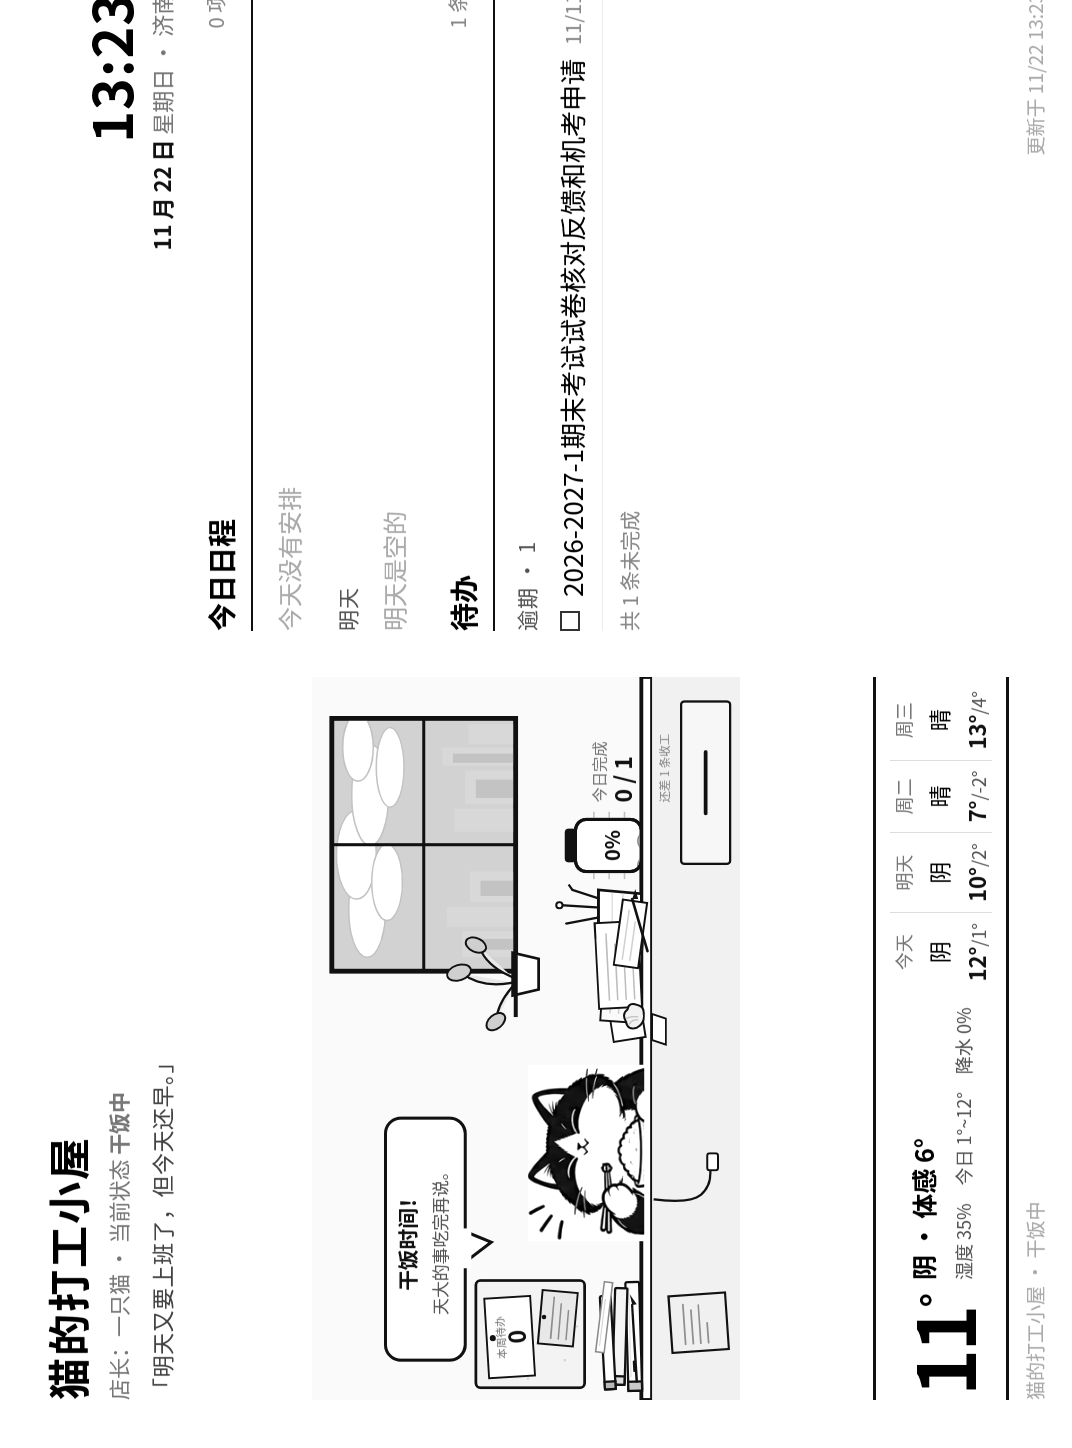 猫的打工小屋
店长：一只猫 · 当前状态 干饭中
「明天又要上班了，但今天还早。」
干饭时间!
天大的事吃完再说。
本周待办
0
0%
今日完成
0 / 1
还差 1 条收工
11° 阴 · 体感 6°
湿度 35% 今日 1°~12° 降水 0%
今天 明天 周二 周三
阴 阴 晴 晴
12°/1° 10°/2° 7°/-2° 13°/4°
猫的打工小屋 · 干饭中
13:23
11 月 22 日 星期日 · 济南
今日日程 0 项
今天没有安排
明天
明天是空的
待办 1 条
逾期 · 1
2026-2027-1期末考试试卷核对反馈和机考申请
共 1 条未完成
更新于 11/22 13:23